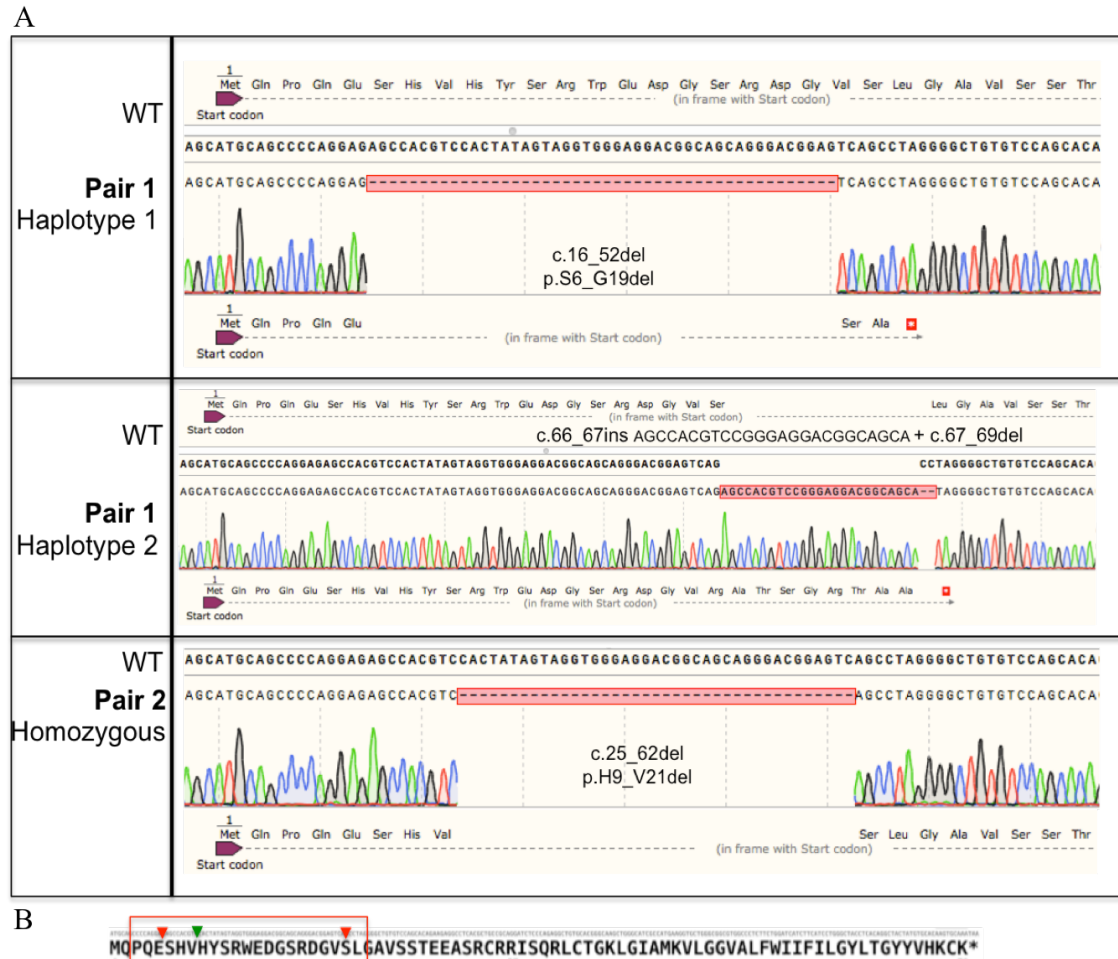 A
1
Met Gln Pro Gln Glu Ser His Val His Tyr Ser Arg Trp Glu Asp Gly Ser Arg Asp Gly Val Ser Leu Gly Ala Val Ser Ser Thr
(in frame with Start codon)
Start codon
WT
AGCATGCAGCCCCAGGAGAGCCACGTCCACTATAGTAGGTGGGAGGACGGCAGCAGGGACGGAGTCAGCCTAGGGGCTGTGTCCAGCACA
Pair 1
Haplotype 1
AGCATGCAGCCCCAGGAG----------------------------------------------TCAGCCTAGGGGCTGTGTCCAGCACA
c.16_52del
p.S6_G19del
1
Met Gln Pro Gln Glu Ser Ala *
(in frame with Start codon)
Start codon
1
Met Gln Pro Gln Glu Ser His Val His Tyr Ser Arg Trp Glu Asp Gly Ser Arg Asp Gly Val Ser Leu Gly Ala Val Ser Ser Thr
(in frame with Start codon)
Start codon
WT
c.66_67ins AGCCACGTCCGGGAGGACGGCAGCA + c.67_69del
AGCATGCAGCCCCAGGAGAGCCACGTCCACTATAGTAGGTGGGAGGACGGCAGCAGGGACGGAGTCAG CCTAGGGGCTGTGTCCAGCACA
Pair 1
Haplotype 2
AGCATGCAGCCCCAGGAGAGCCACGTCCACTATAGTAGGTGGGAGGACGGCAGCAGGGACGGAGTCAGAGCCACGTCCGGGAGGACGGCAGCA--TAGGGGCTGTGTCCAGCACA
1
Met Gln Pro Gln Glu Ser His Val His Tyr Ser Arg Trp Glu Asp Gly Ser Arg Asp Gly Val Arg Ala Thr Ser Gly Arg Thr Ala Ala *
(in frame with Start codon)
Start codon
WT
AGCATGCAGCCCCAGGAGAGCCACGTCCACTATAGTAGGTGGGAGGACGGCAGCAGGGACGGAGTCAGCCTAGGGGCTGTGTCCAGCACA
Pair 2
Homozygous
AGCATGCAGCCCCAGGAGAGCCACGTC---------------------------------------AGCCTAGGGGCTGTGTCCAGCACA
c.25_62del
p.H9_V21del
1
Met Gln Pro Gln Glu Ser His Val Ser Leu Gly Ala Val Ser Ser Thr
(in frame with Start codon)
Start codon
B
MQPQESHVHYSRWEDGSRDGVSLGAVSSTEEASRCRRISQRLCTGKLGIAMKVLGGVALFWIIFILGYLTGYYVHKCK*